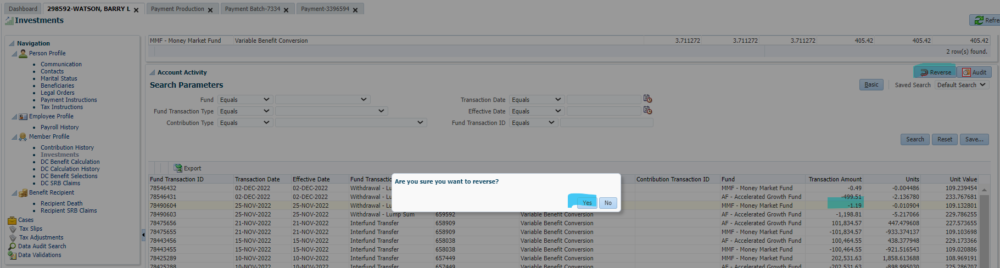 Dashboard 298592-WATSON, BARRY L Payment Production Payment Batch-7334 Payment-3396594
Investments
Refre
Navigation
Person Profile
Communication
Contacts
Marital Status
Beneficiaries
Legal Orders
Payment Instructions
Tax Instructions
Employee Profile
Payroll History
Member Profile
Contribution History
Investments
DC Benefit Calculation
DC Calculation History
DC Benefit Selections
DC SRB Claims
Benefit Recipient
Recipient Death
Recipient SRB Claims
Cases
Tax Slips
Tax Adjustments
Data Audit Search
Data Validations
MMF - Money Market Fund Variable Benefit Conversion 3.711272 3.711272 3.711272 405.42 405.42 405.42
2 row(s) found.
Account Activity
Reverse Audit
Search Parameters
Basic Saved Search Default Search
Fund Equals Transaction Date Equals
Fund Transaction Type Equals Effective Date Equals
Contribution Type Equals Fund Transaction ID Equals
Search Reset Save...
Export
Fund Transaction ID Transaction Date Effective Date Fund Transactio Contribution Transaction ID Fund Transaction Amount Units Unit Value
78546432 02-DEC-2022 02-DEC-2022 Withdrawal - Lu MMF - Money Market Fund -0.49 -0.004486 109.239454
78546431 02-DEC-2022 02-DEC-2022 Withdrawal - Lu AF - Accelerated Growth Fund -499.51 -2.136780 233.767681
78490604 25-NOV-2022 25-NOV-2022 Withdrawal - Lu MMF - Money Market Fund -1.19 -0.010904 109.132801
78490603 25-NOV-2022 25-NOV-2022 Withdrawal - Lump Sum 659592 Variable Benefit Conversion AF - Accelerated Growth Fund -1,198.81 -5.217066 229.786255
78475656 21-NOV-2022 21-NOV-2022 Interfund Transfer 658909 Variable Benefit Conversion AF - Accelerated Growth Fund 101,834.57 447.479608 227.573655
78475655 21-NOV-2022 21-NOV-2022 Interfund Transfer 658909 Variable Benefit Conversion MMF - Money Market Fund -101,834.57 -933.374137 109.103698
78443456 15-NOV-2022 15-NOV-2022 Interfund Transfer 658038 Variable Benefit Conversion AF - Accelerated Growth Fund 100,464.55 438.377948 229.173366
78443455 15-NOV-2022 15-NOV-2022 Interfund Transfer 658038 Variable Benefit Conversion MMF - Money Market Fund -100,464.55 -921.516543 109.020886
78425289 10-NOV-2022 10-NOV-2022 Interfund Transfer 657449 Variable Benefit Conversion MMF - Money Market Fund 202,531.63 1,858.613688 108.969191
78425288 10-NOV-2022 10-NOV-2022 Interfund Transfer 657449 Variable Benefit Conversion AF - Accelerated Growth Fund -202,531.63 -898.995030 225.286707
Are you sure you want to reverse?
Yes No